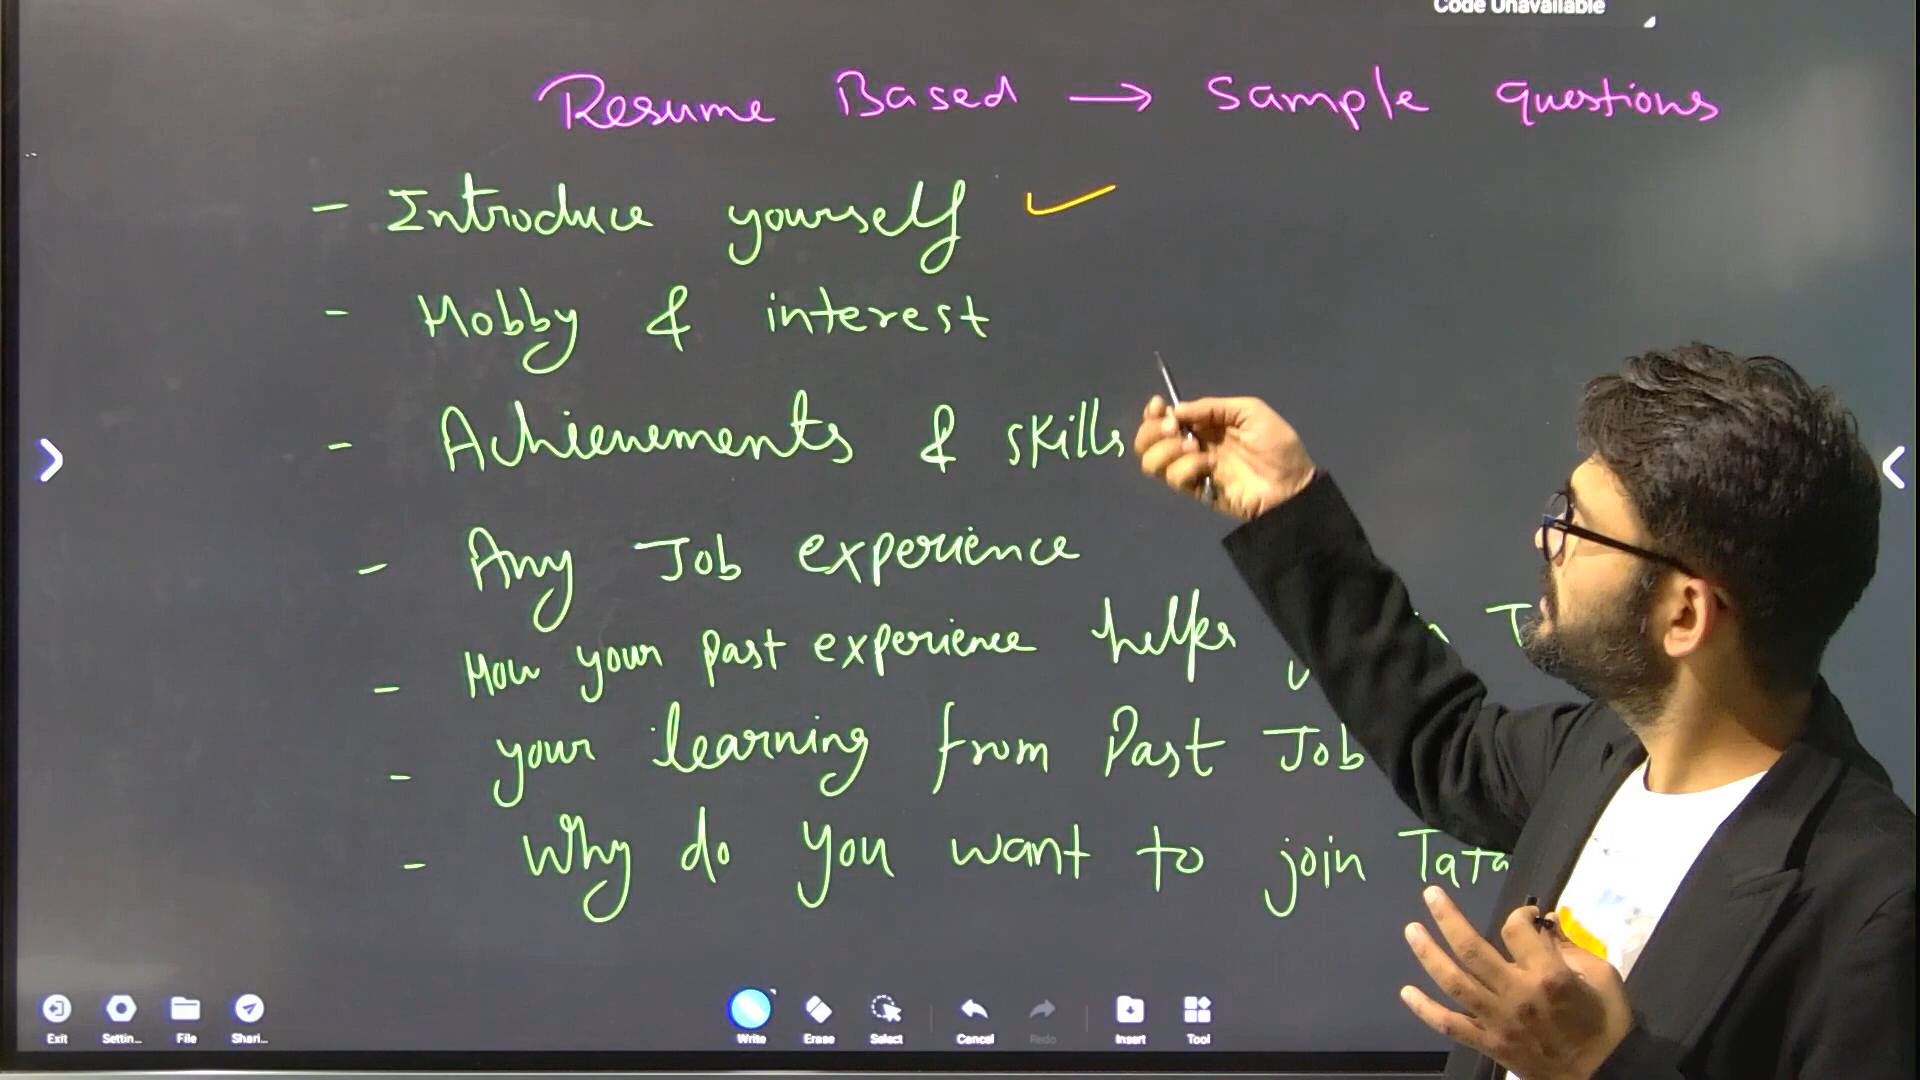 Code Unavailable
Resume Based → Sample questions
- Introduce yourself ✓
- Hobby & interest
- Achievements & skills
- Any Job experience
- How your past experience helps
- your learning from Past Job
- Why do you want to join Tata
Exit Settin... File Shari... Write Erase Select Cancel Redo Insert Tool